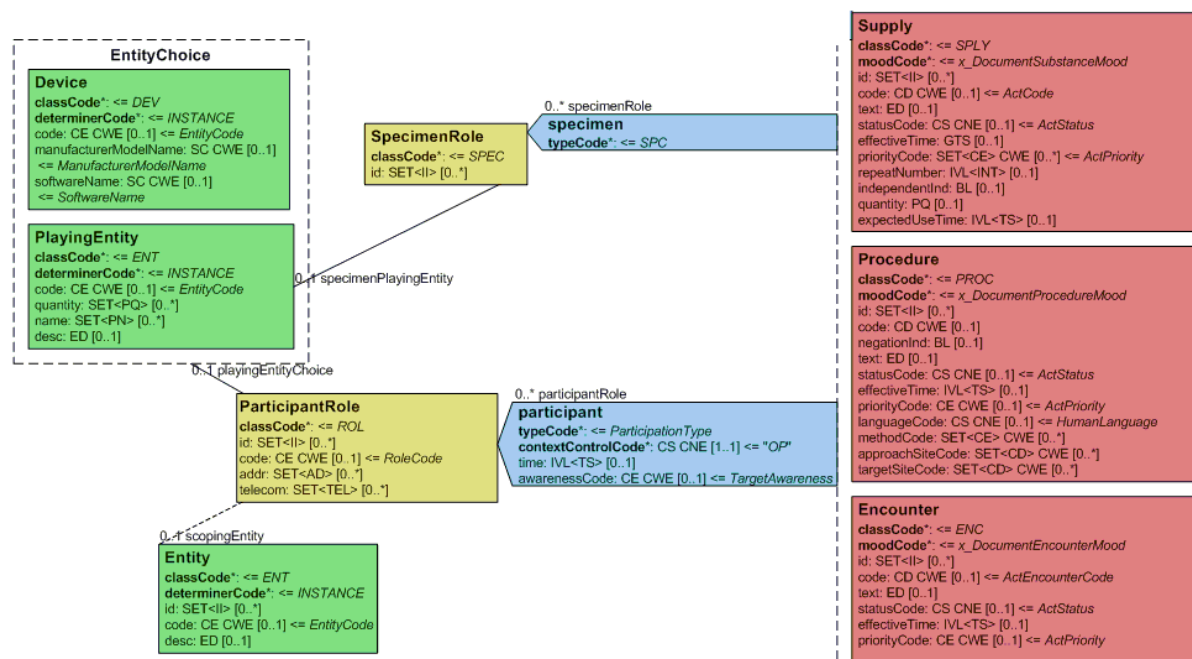 EntityChoice
Device
classCode*: <= DEV
determinerCode*: <= INSTANCE
code: CE CWE [0..1] <= EntityCode
manufacturerModelName: SC CWE [0..1]
<= ManufacturerModelName
softwareName: SC CWE [0..1]
<= SoftwareName
PlayingEntity
classCode*: <= ENT
determinerCode*: <= INSTANCE
code: CE CWE [0..1] <= EntityCode
quantity: SET<PQ> [0..*]
name: SET<PN> [0..*]
desc: ED [0..1]
0..1 specimenPlayingEntity
0..1 playingEntityChoice
SpecimenRole
classCode*: <= SPEC
id: SET<II> [0..*]
0..* specimenRole
specimen
typeCode*: <= SPC
ParticipantRole
classCode*: <= ROL
id: SET<II> [0..*]
code: CE CWE [0..1] <= RoleCode
addr: SET<AD> [0..*]
telecom: SET<TEL> [0..*]
0..* participantRole
participant
typeCode*: <= ParticipationType
contextControlCode*: CS CNE [1..1] <= "OP"
time: IVL<TS> [0..1]
awarenessCode: CE CWE [0..1] <= TargetAwareness
0..1 scopingEntity
Entity
classCode*: <= ENT
determinerCode*: <= INSTANCE
id: SET<II> [0..*]
code: CE CWE [0..1] <= EntityCode
desc: ED [0..1]
Supply
classCode*: <= SPLY
moodCode*: <= x_DocumentSubstanceMood
id: SET<II> [0..*]
code: CD CWE [0..1] <= ActCode
text: ED [0..1]
statusCode: CS CNE [0..1] <= ActStatus
effectiveTime: GTS [0..1]
priorityCode: SET<CE> CWE [0..*] <= ActPriority
repeatNumber: IVL<INT> [0..1]
independentInd: BL [0..1]
quantity: PQ [0..1]
expectedUseTime: IVL<TS> [0..1]
Procedure
classCode*: <= PROC
moodCode*: <= x_DocumentProcedureMood
id: SET<II> [0..*]
code: CD CWE [0..1]
negationInd: BL [0..1]
text: ED [0..1]
statusCode: CS CNE [0..1] <= ActStatus
effectiveTime: IVL<TS> [0..1]
priorityCode: CE CWE [0..1] <= ActPriority
languageCode: CS CNE [0..1] <= HumanLanguage
methodCode: SET<CE> CWE [0..*]
approachSiteCode: SET<CD> CWE [0..*]
targetSiteCode: SET<CD> CWE [0..*]
Encounter
classCode*: <= ENC
moodCode*: <= x_DocumentEncounterMood
id: SET<II> [0..*]
code: CD CWE [0..1] <= ActEncounterCode
text: ED [0..1]
statusCode: CS CNE [0..1] <= ActStatus
effectiveTime: IVL<TS> [0..1]
priorityCode: CE CWE [0..1] <= ActPriority